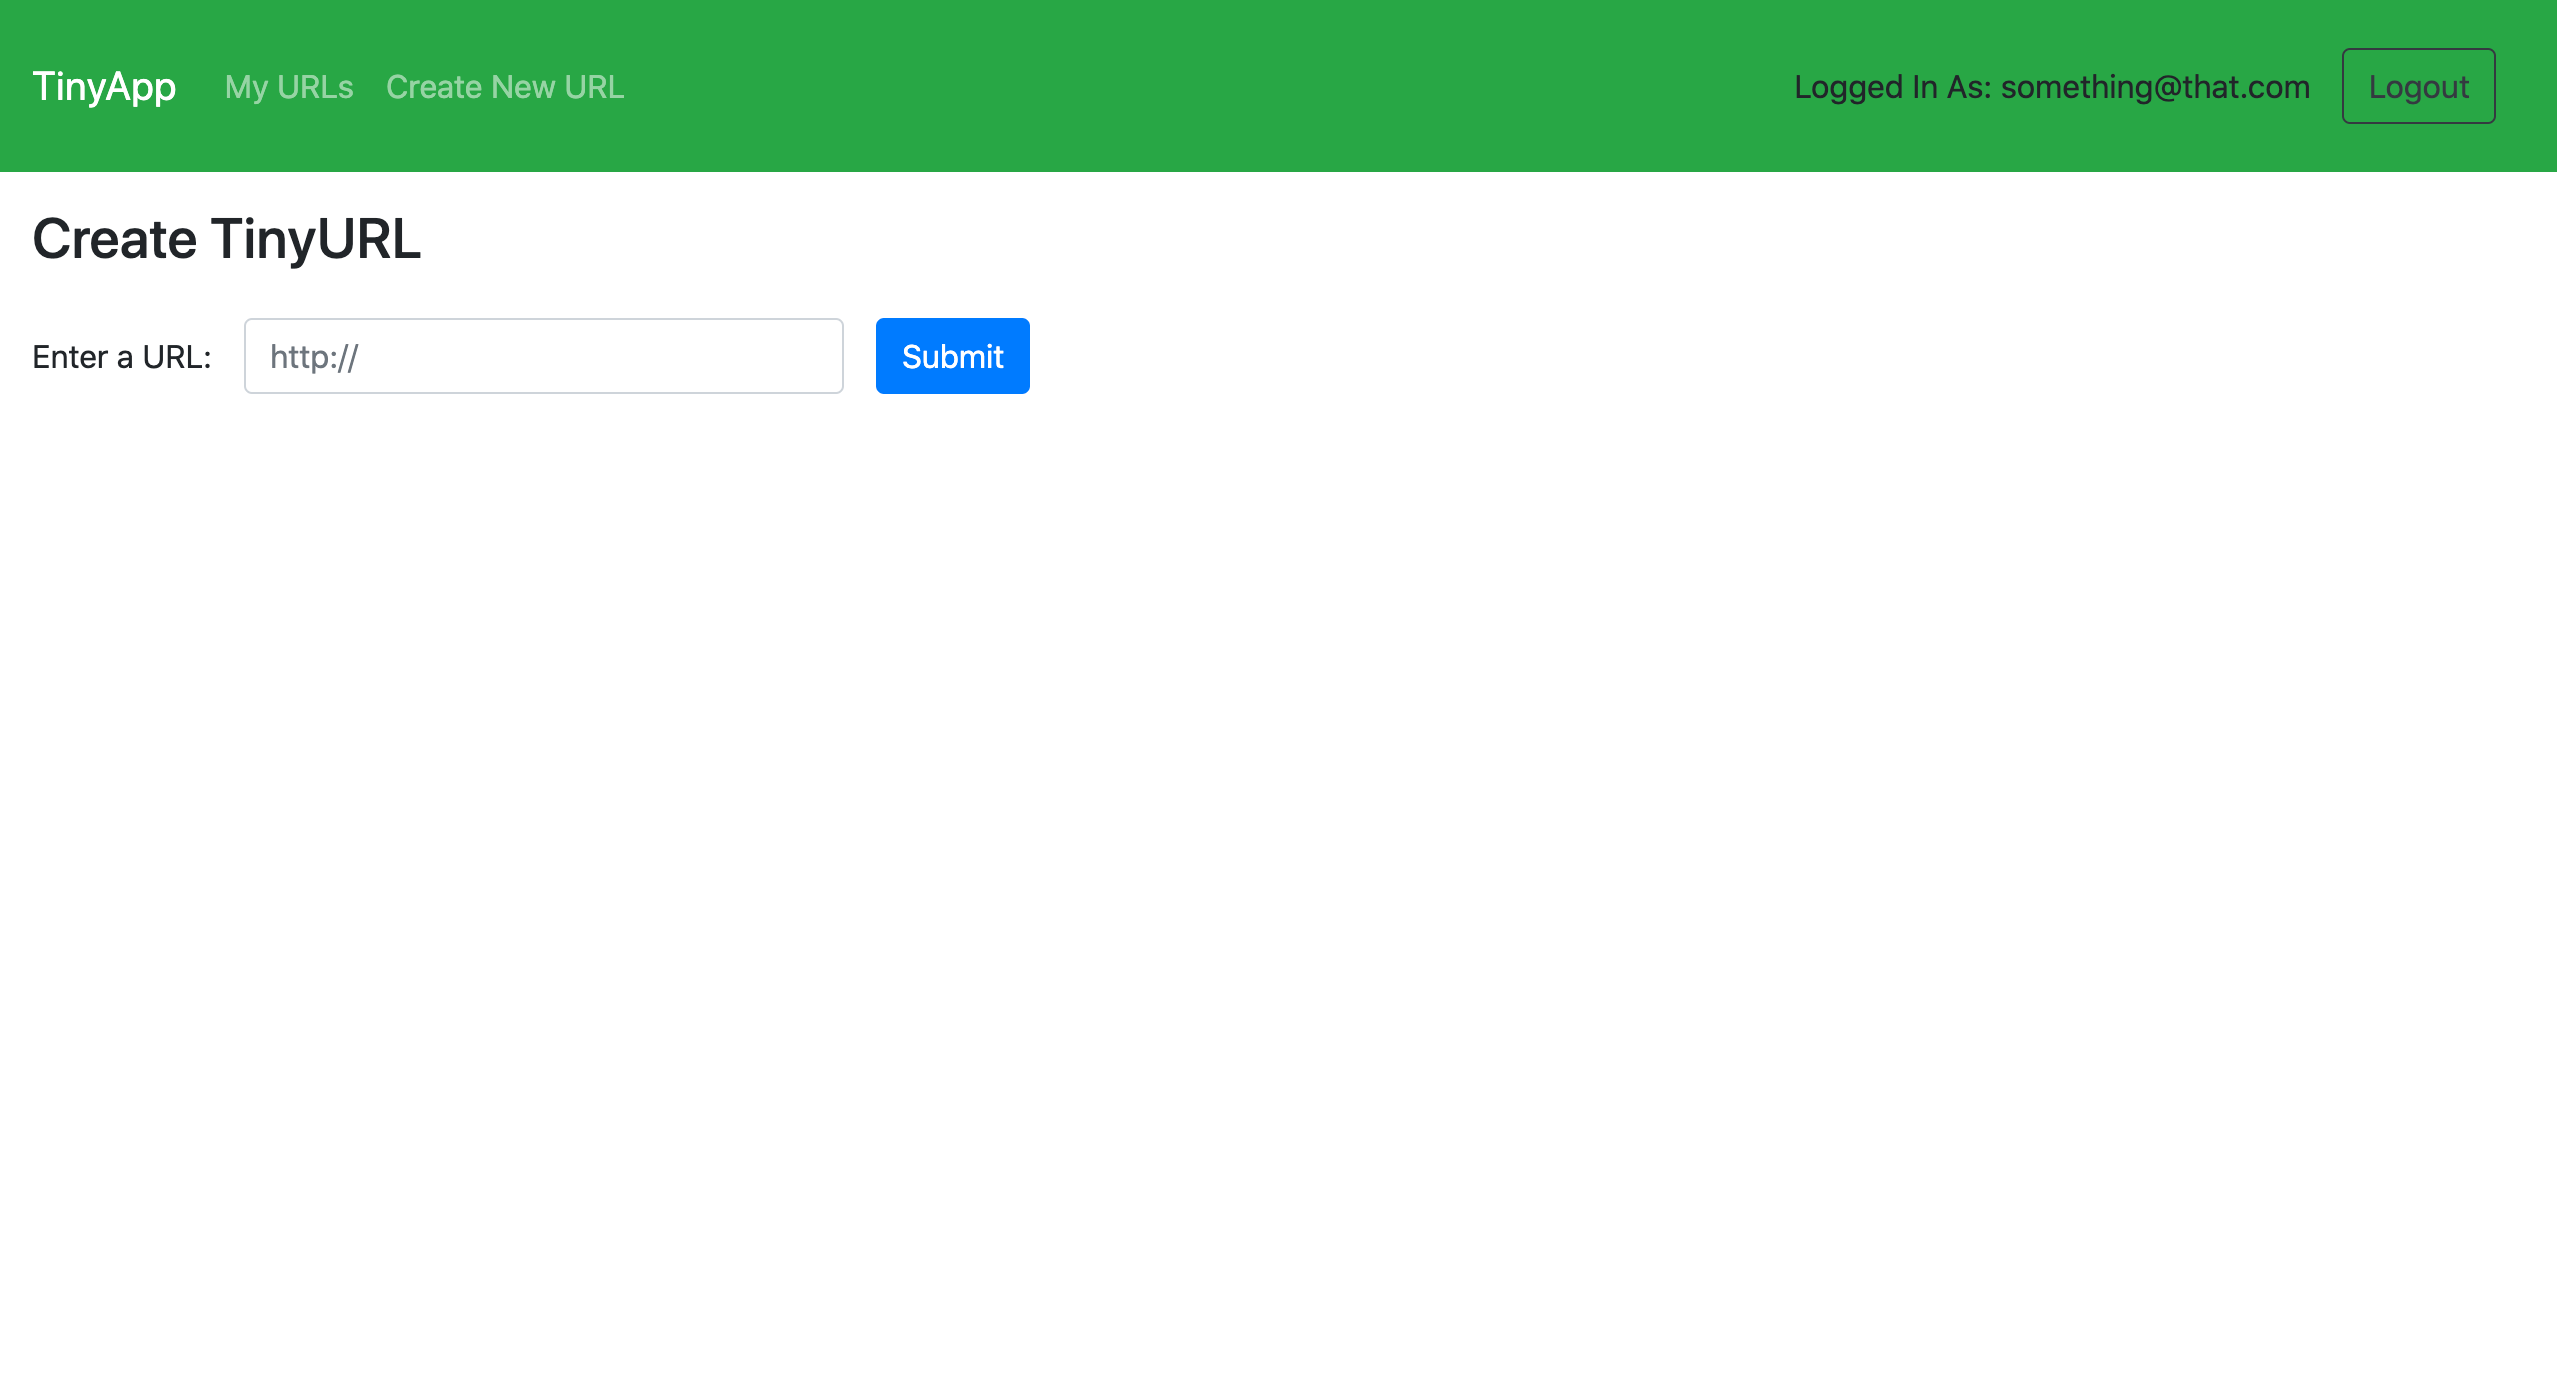 TinyApp My URLs Create New URL Logged In As: something@that.com Logout
Create TinyURL
Enter a URL: http:// Submit